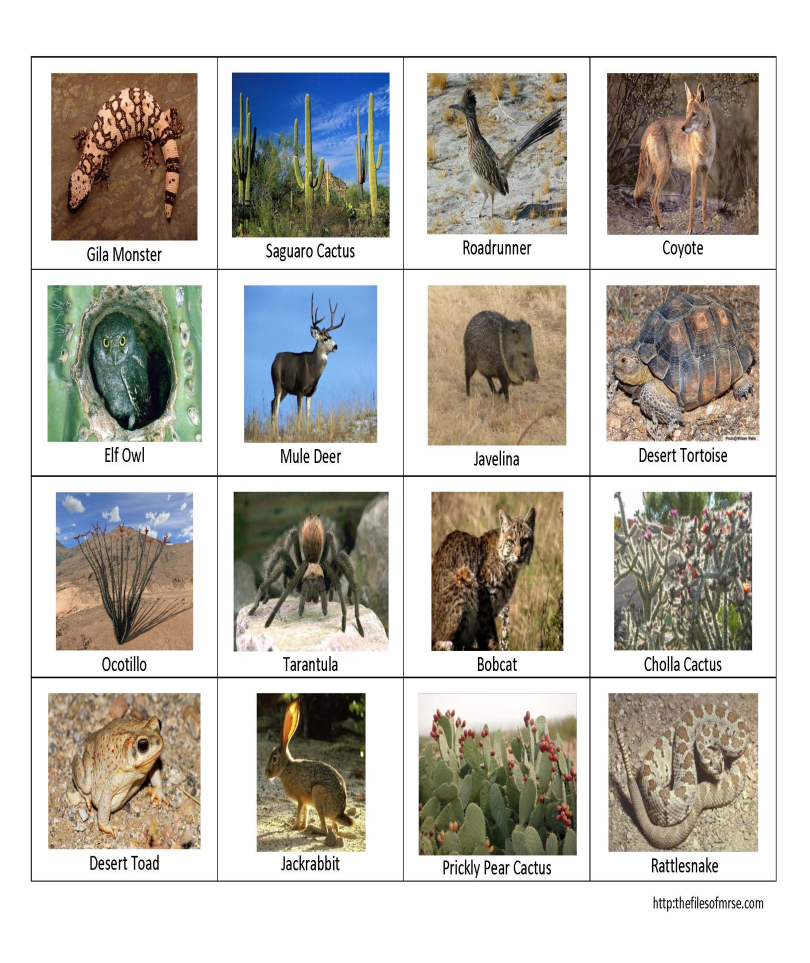 Gila Monster
Saguaro Cactus
Roadrunner
Coyote
Elf Owl
Mule Deer
Javelina
Desert Tortoise
Ocotillo
Tarantula
Bobcat
Cholla Cactus
Desert Toad
Jackrabbit
Prickly Pear Cactus
Rattlesnake
http:thefilesofmrse.com